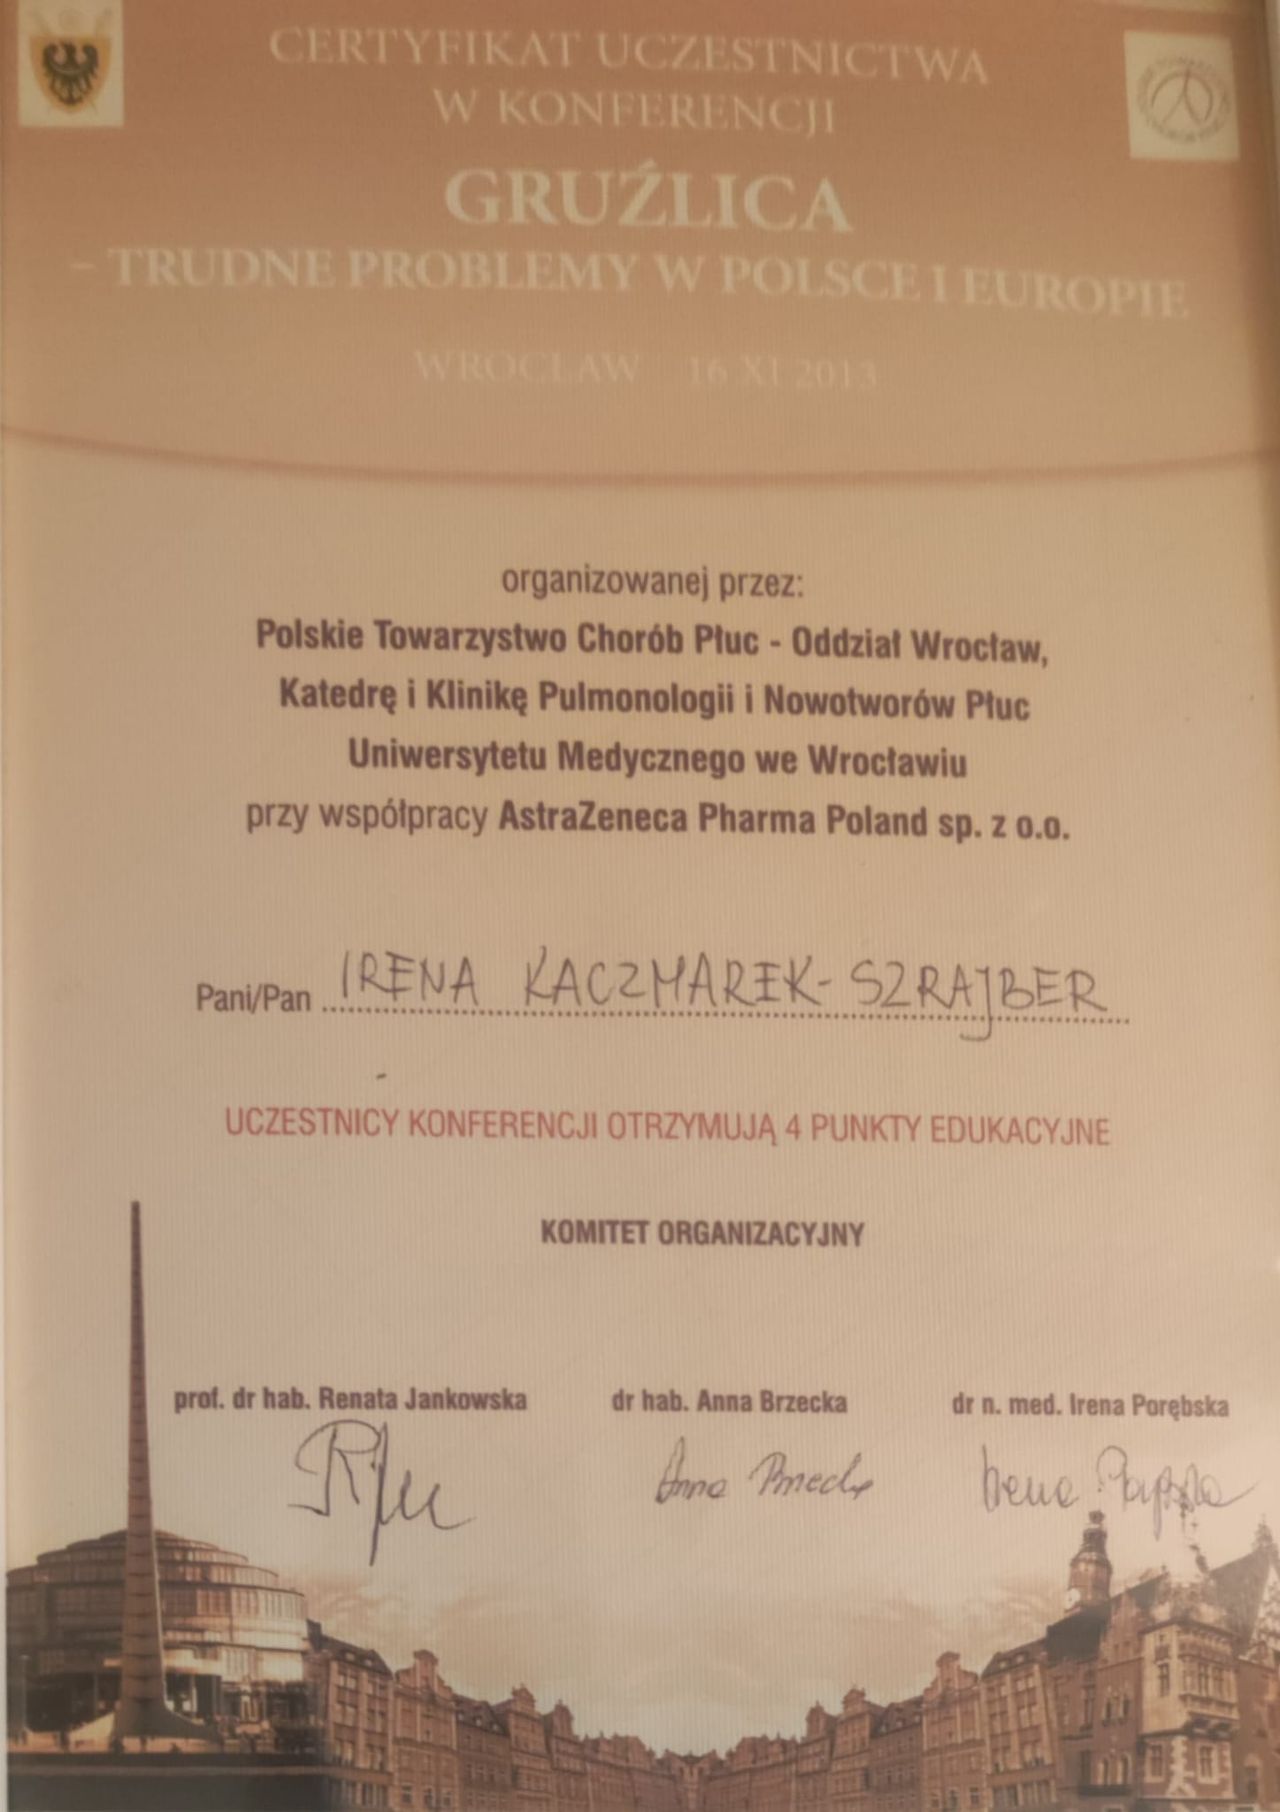 CERTYFIKAT UCZESTNICTWA
W KONFERENCJI
GRUŹLICA
– TRUDNE PROBLEMY W POLSCE I EUROPIE
WROCŁAW 16 XI 2013
organizowanej przez:
Polskie Towarzystwo Chorób Płuc - Oddział Wrocław,
Katedrę i Klinikę Pulmonologii i Nowotworów Płuc
Uniwersytetu Medycznego we Wrocławiu
przy współpracy AstraZeneca Pharma Poland sp. z o.o.
Pani/Pan IRENA KACZMAREK-SZRAJBER
UCZESTNICY KONFERENCJI OTRZYMUJĄ 4 PUNKTY EDUKACYJNE
KOMITET ORGANIZACYJNY
prof. dr hab. Renata Jankowska dr hab. Anna Brzecka dr n. med. Irena Porębska
Anna Irena